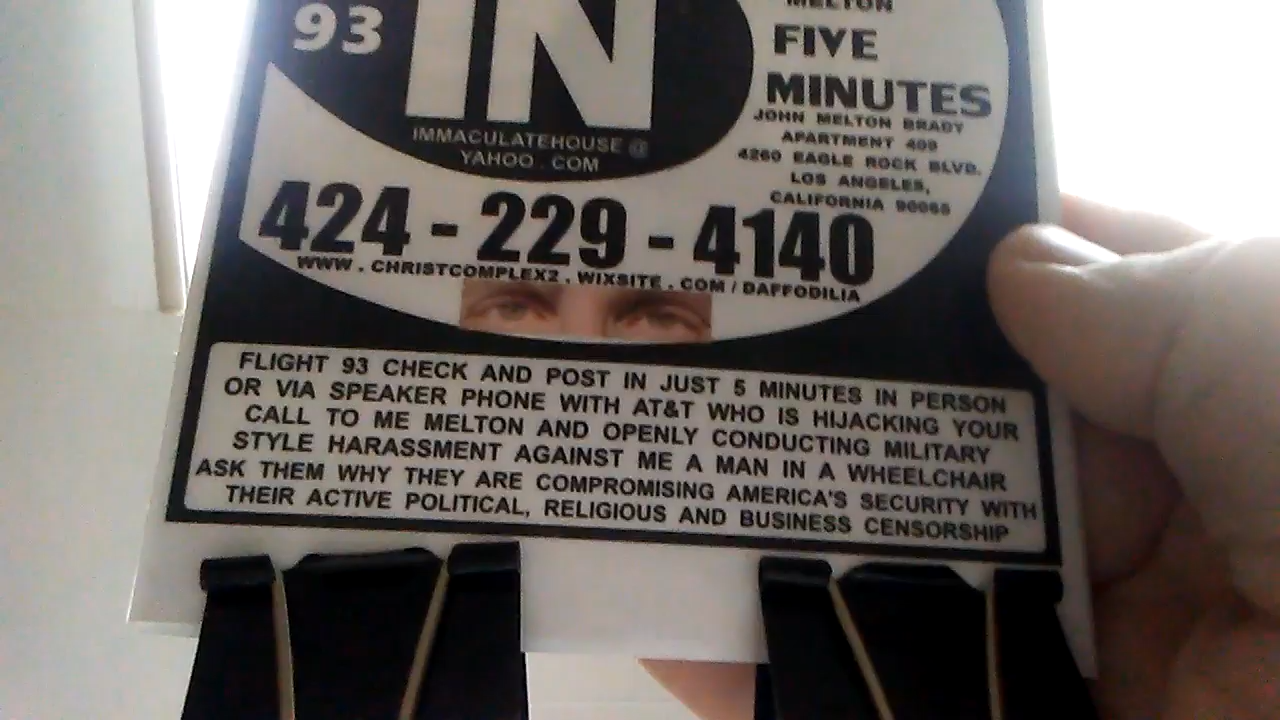 MELTON
93
IN
FIVE
MINUTES
JOHN MELTON BRADY
APARTMENT 409
4260 EAGLE ROCK BLVD.
LOS ANGELES,
CALIFORNIA 90065
IMMACULATEHOUSE @
YAHOO . COM
424 - 229 - 4140
WWW . CHRISTCOMPLEX2 . WIXSITE . COM / DAFFODILIA
FLIGHT 93 CHECK AND POST IN JUST 5 MINUTES IN PERSON
OR VIA SPEAKER PHONE WITH AT&T WHO IS HIJACKING YOUR
CALL TO ME MELTON AND OPENLY CONDUCTING MILITARY
STYLE HARASSMENT AGAINST ME A MAN IN A WHEELCHAIR
ASK THEM WHY THEY ARE COMPROMISING AMERICA'S SECURITY WITH
THEIR ACTIVE POLITICAL, RELIGIOUS AND BUSINESS CENSORSHIP